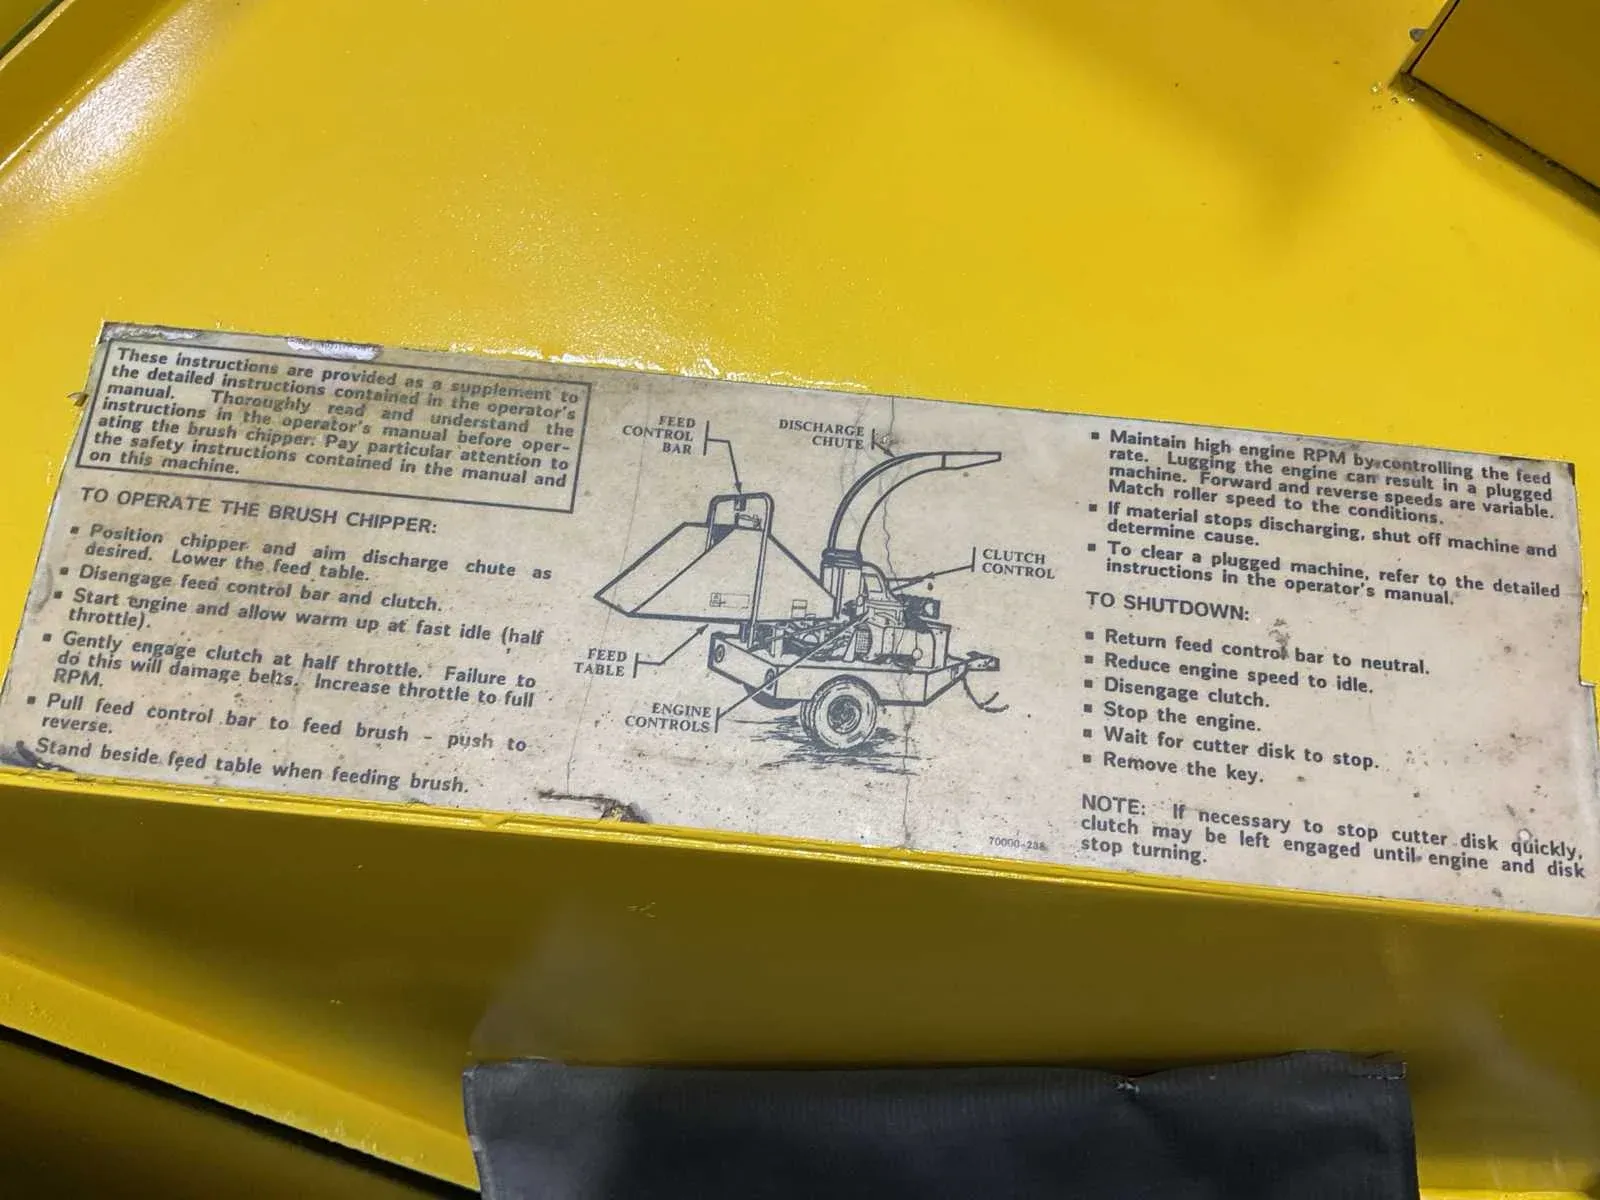 These instructions are provided as a supplement to
the detailed instructions contained in the operator's
manual. Thoroughly read and understand the
instructions in the operator's manual before oper-
ating the brush chipper. Pay particular attention to
the safety instructions contained in the manual and
on this machine.
TO OPERATE THE BRUSH CHIPPER:
▪ Position chipper and aim discharge chute as
desired. Lower the feed table.
▪ Disengage feed control bar and clutch.
▪ Start engine and allow warm up at fast idle (half
throttle).
▪ Gently engage clutch at half throttle. Failure to
do this will damage belts. Increase throttle to full
RPM.
▪ Pull feed control bar to feed brush - push to
reverse.
▪ Stand beside feed table when feeding brush.
FEED
CONTROL
BAR
DISCHARGE
CHUTE
CLUTCH
CONTROL
FEED
TABLE
ENGINE
CONTROLS
70000-238
▪ Maintain high engine RPM by controlling the feed
rate. Lugging the engine can result in a plugged
machine. Forward and reverse speeds are variable.
Match roller speed to the conditions.
▪ If material stops discharging, shut off machine and
determine cause.
▪ To clear a plugged machine, refer to the detailed
instructions in the operator's manual.
TO SHUTDOWN:
▪ Return feed control bar to neutral.
▪ Reduce engine speed to idle.
▪ Disengage clutch.
▪ Stop the engine.
▪ Wait for cutter disk to stop.
▪ Remove the key.
NOTE: If necessary to stop cutter disk quickly,
clutch may be left engaged until engine and disk
stop turning.